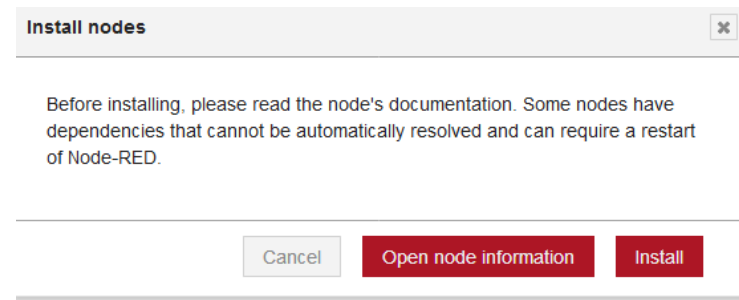 Install nodes
Before installing, please read the node's documentation. Some nodes have
dependencies that cannot be automatically resolved and can require a restart
of Node-RED.
Cancel
Open node information
Install